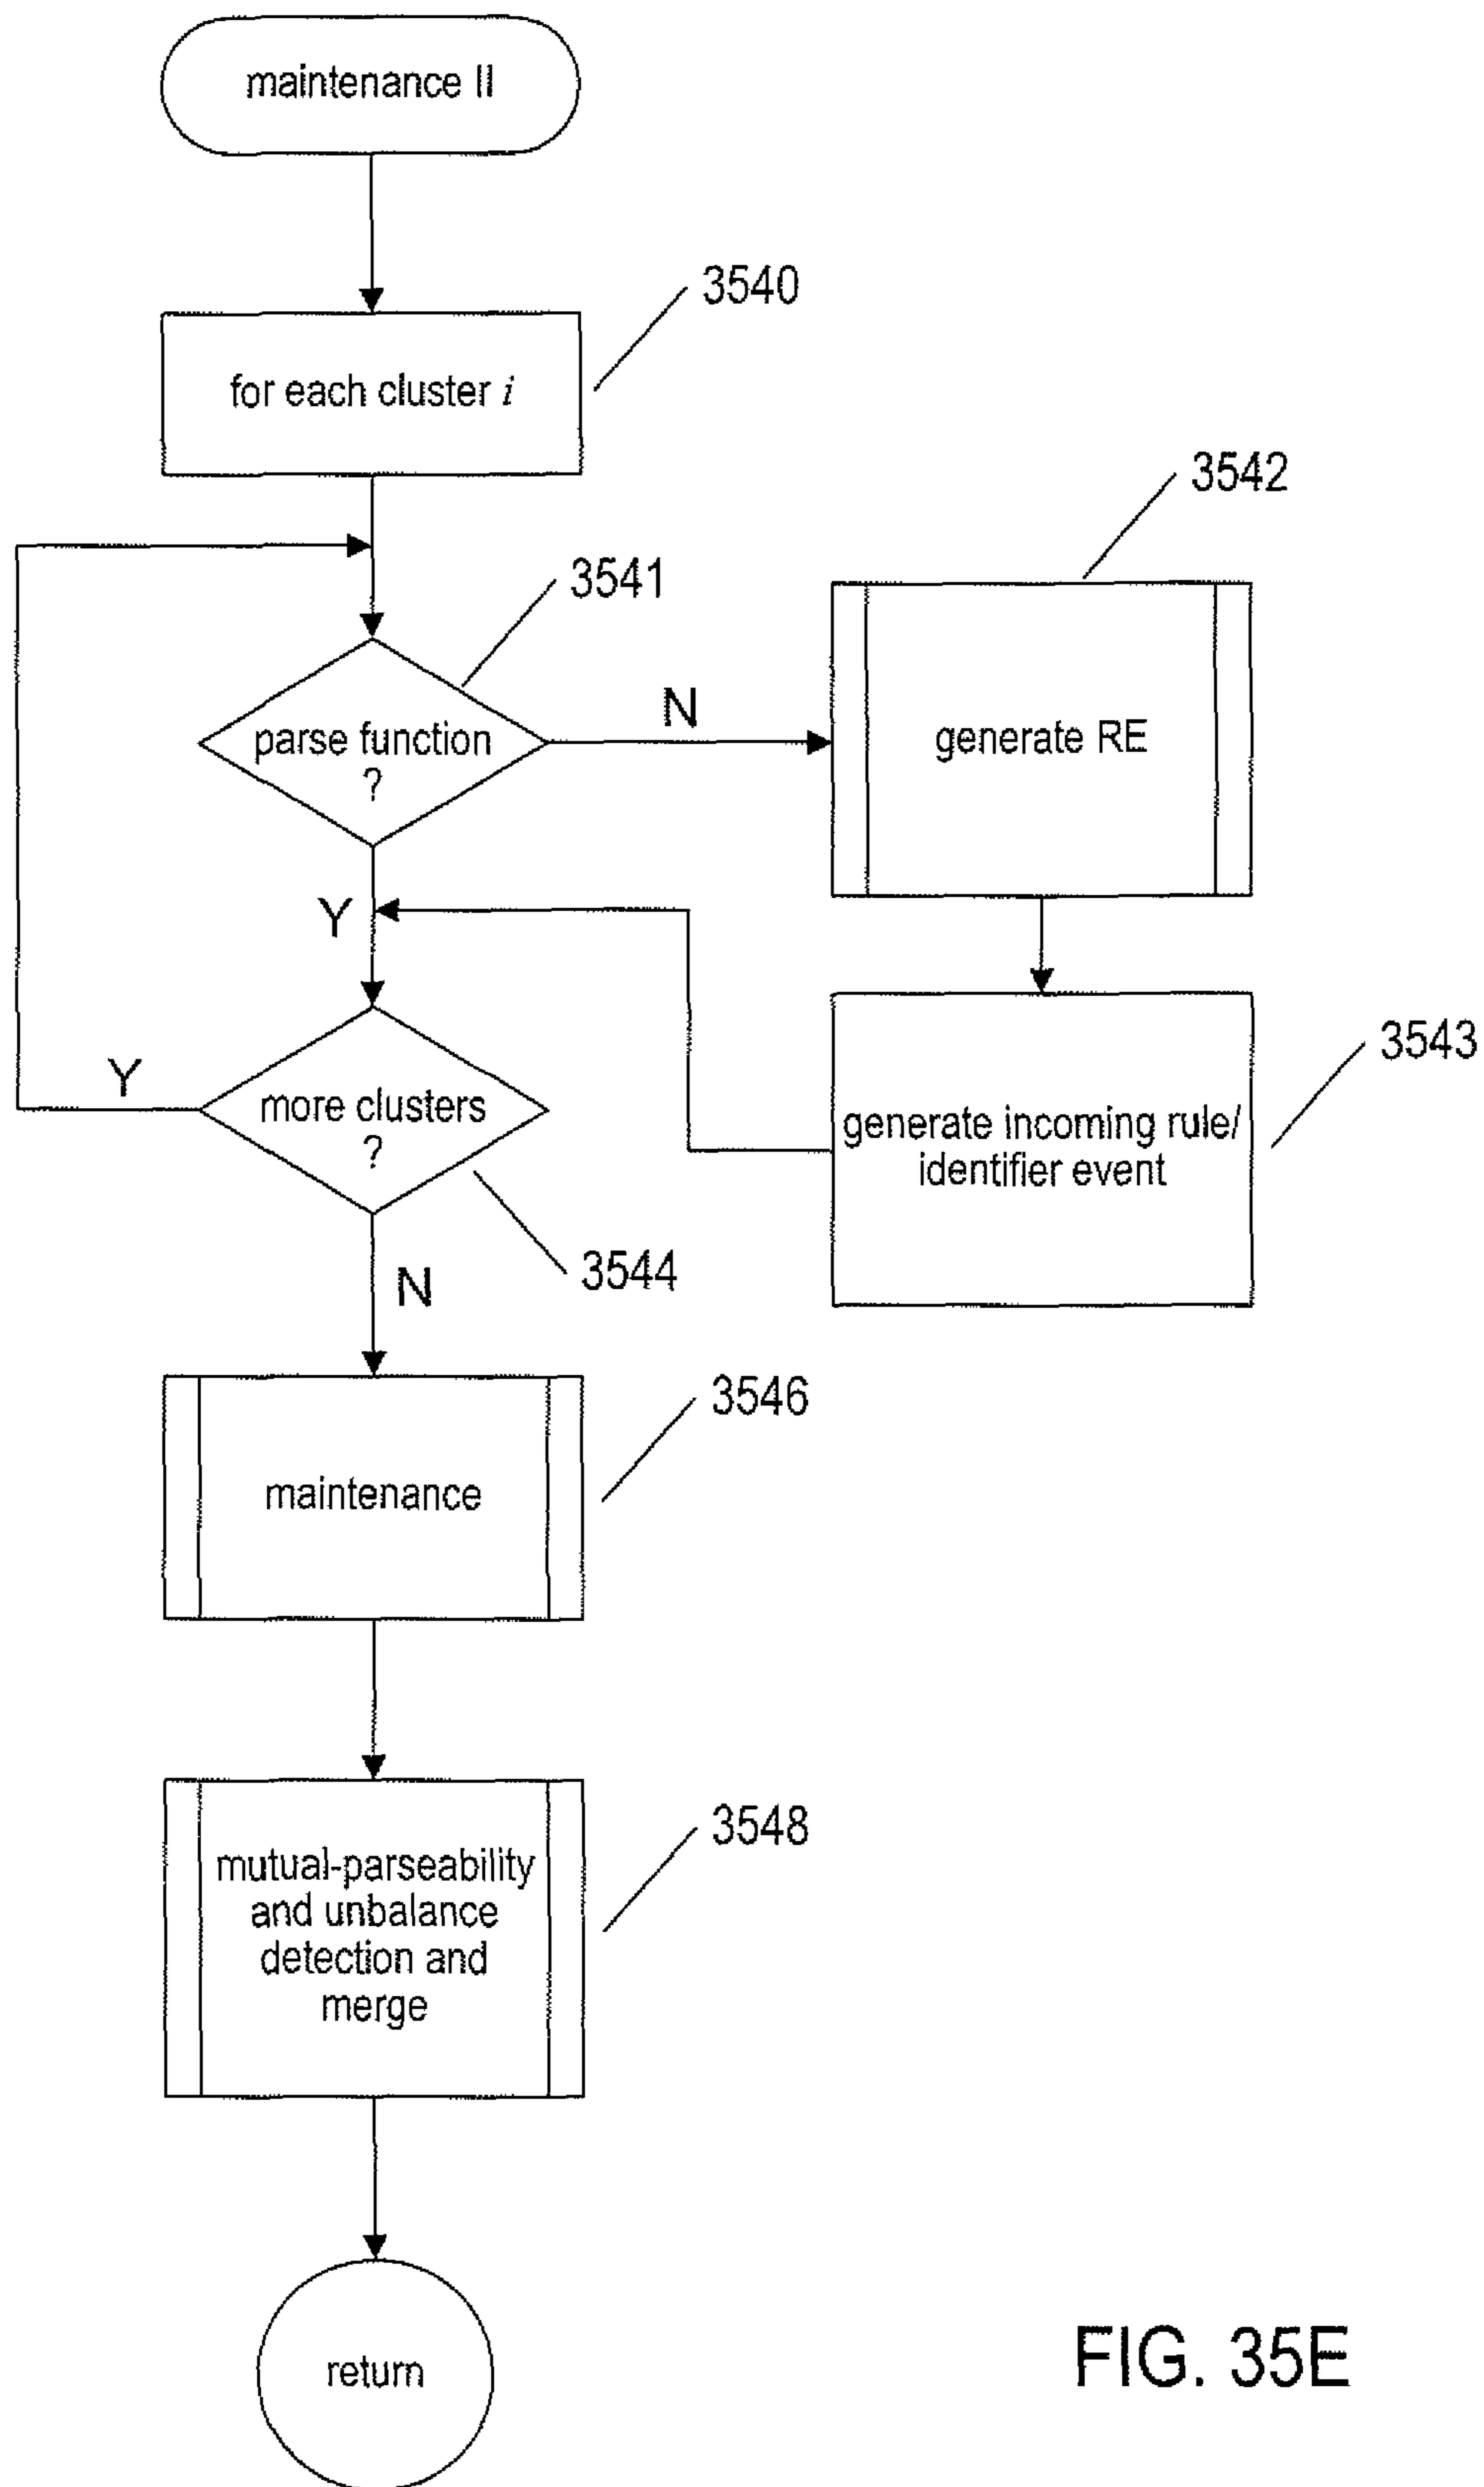 maintenance II
3540
for each cluster i
3542
3541
parse function
?
N
generate RE
Y
3543
Y
more clusters
?
generate incoming rule/
identifier event
3544
N
3546
maintenance
3548
mutual-parseability
and unbalance
detection and
merge
return
FIG. 35E